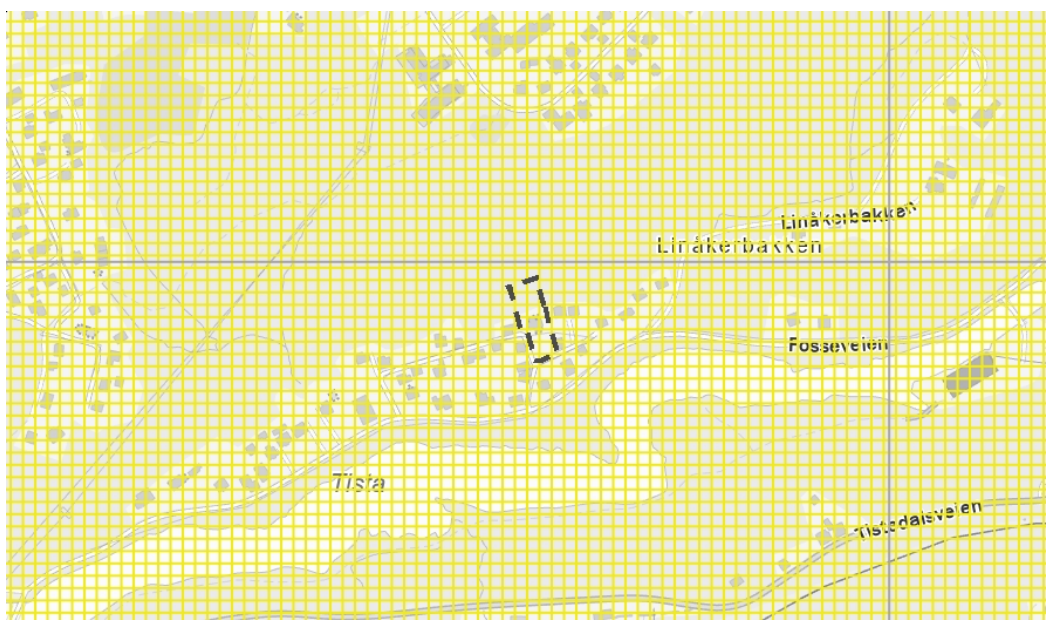 Linåkerbakken
Linåkerbakken
Fosseveien
Tista
Tistedalsveien